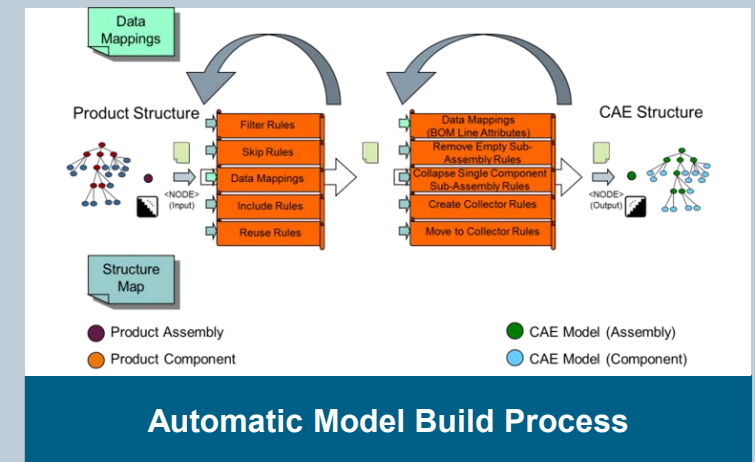 Data
Mappings
Product Structure
CAE Structure
Filter Rules
Skip Rules
Data Mappings
Include Rules
Reuse Rules
Data Mappings
(BOM Line Attributes)
Remove Empty Sub-
Assembly Rules
Collapse Single Component
Sub-Assembly Rules
Create Collector Rules
Move to Collector Rules
<NODE>
(Input)
<NODE>
(Output)
Structure
Map
Product Assembly
Product Component
CAE Model (Assembly)
CAE Model (Component)
Automatic Model Build Process